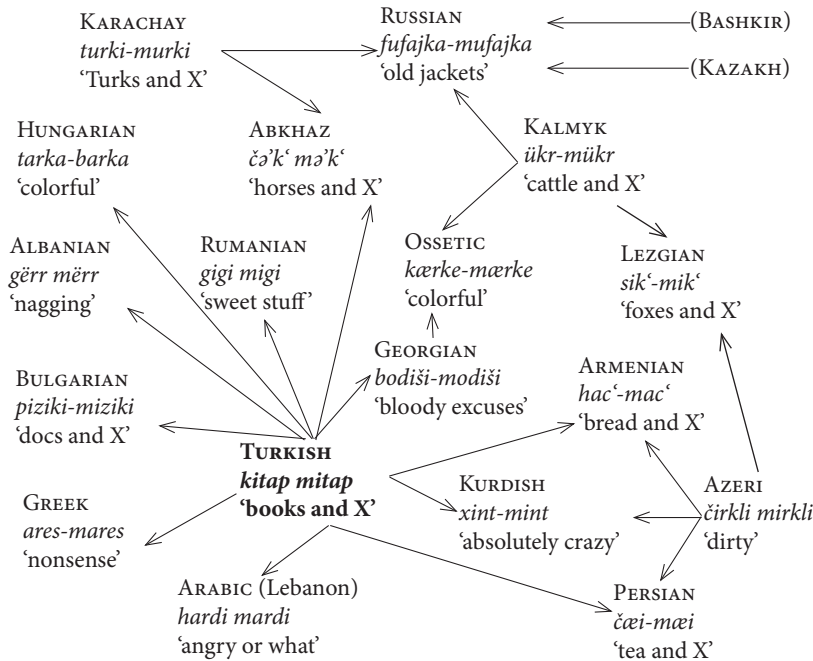 KARACHAY
turki-murki
‘Turks and X’
RUSSIAN
fufajka-mufajka
‘old jackets’
(BASHKIR)
(KAZAKH)
HUNGARIAN
tarka-barka
‘colorful’
ABKHAZ
čə’k‘ mə’k‘
‘horses and X’
KALMYK
ükr-mükr
‘cattle and X’
ALBANIAN
gërr mërr
‘nagging’
RUMANIAN
gigi migi
‘sweet stuff’
OSSETIC
kærke-mærke
‘colorful’
LEZGIAN
sik‘-mik‘
‘foxes and X’
BULGARIAN
piziki-miziki
‘docs and X’
GEORGIAN
bodiši-modiši
‘bloody excuses’
ARMENIAN
hac‘-mac‘
‘bread and X’
TURKISH
kitap mitap
‘books and X’
GREEK
ares-mares
‘nonsense’
KURDISH
xint-mint
‘absolutely crazy’
AZERI
čirkli mirkli
‘dirty’
ARABIC (Lebanon)
hardi mardi
‘angry or what’
PERSIAN
čæi-mæi
‘tea and X’